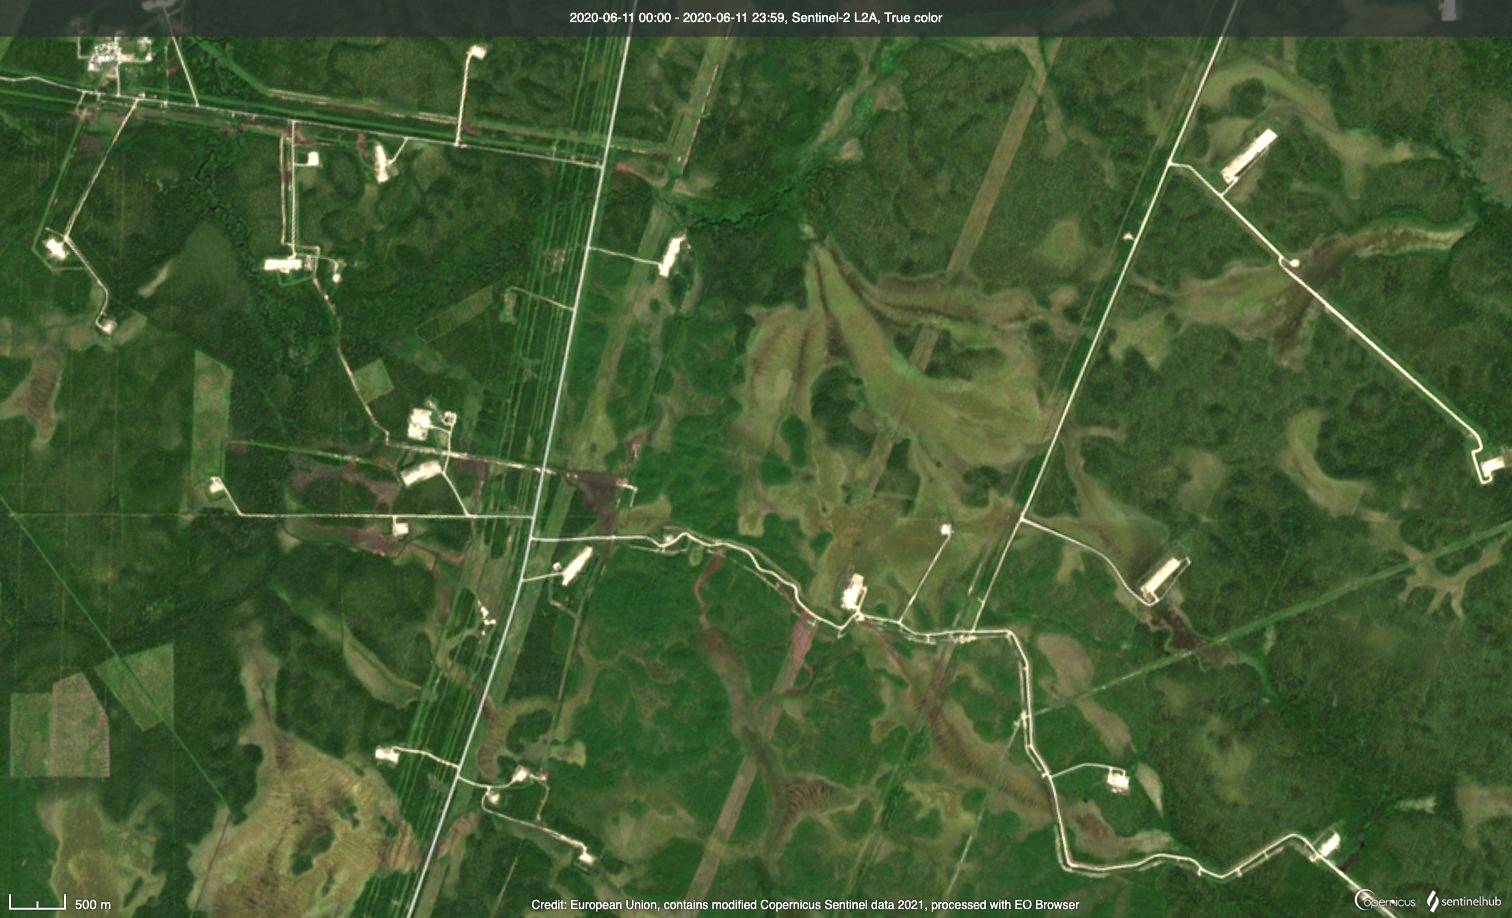 2020-06-11 00:00 - 2020-06-11 23:59, Sentinel-2 L2A, True color
500 m
Credit: European Union, contains modified Copernicus Sentinel data 2021, processed with EO Browser
opernicus
sentinelhub